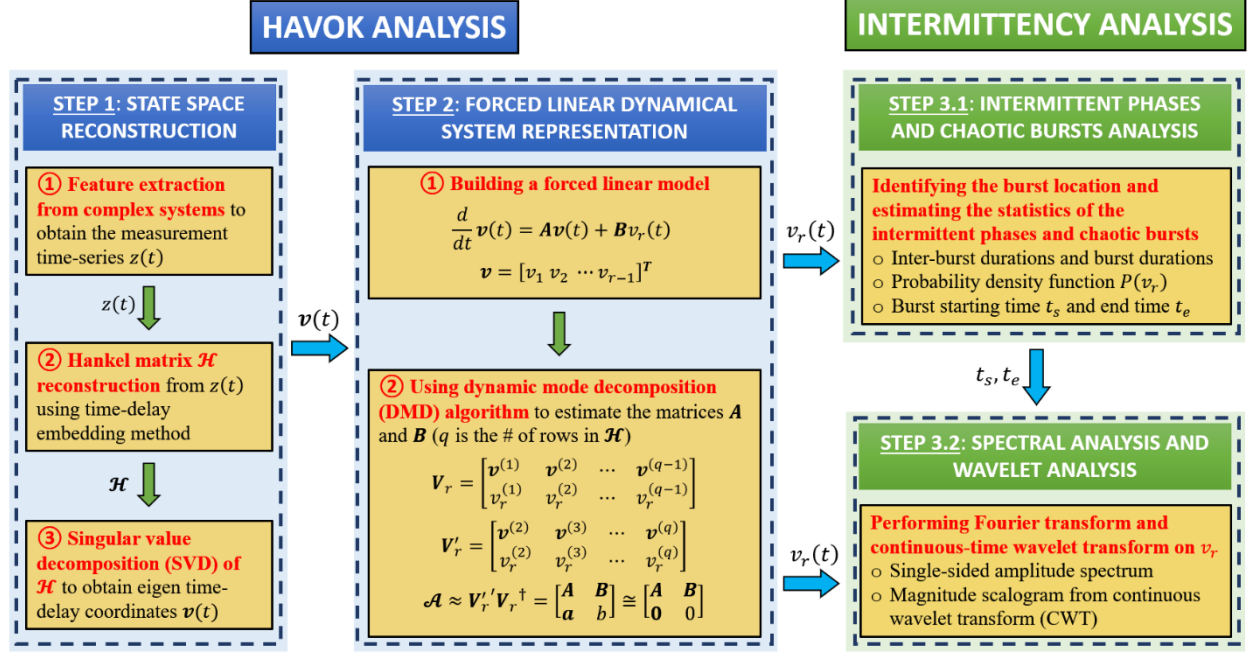 HAVOK ANALYSIS
STEP 1: STATE SPACE
RECONSTRUCTION
① Feature extraction
from complex systems to
obtain the measurement
time-series z(t)
z(t)
② Hankel matrix 𝓗
reconstruction from z(t)
using time-delay
embedding method
𝓗
③ Singular value
decomposition (SVD) of
𝓗 to obtain eigen time-
delay coordinates v(t)
v(t)
STEP 2: FORCED LINEAR DYNAMICAL
SYSTEM REPRESENTATION
① Building a forced linear model
d/dt v(t) = Av(t) + Bv_r(t)
v = [v_1 v_2 ⋯ v_{r−1}]^T
② Using dynamic mode decomposition
(DMD) algorithm to estimate the matrices A
and B (q is the # of rows in 𝓗)
V_r = [v^(1) v^(2) ⋯ v^(q−1); v_r^(1) v_r^(2) ⋯ v_r^(q−1)]
V_r′ = [v^(2) v^(3) ⋯ v^(q); v_r^(2) v_r^(3) ⋯ v_r^(q)]
𝓐 ≈ V_r′′V_r^† = [A B; a b] ≅ [A B; 0 0]
v_r(t)
v_r(t)
INTERMITTENCY ANALYSIS
STEP 3.1: INTERMITTENT PHASES
AND CHAOTIC BURSTS ANALYSIS
Identifying the burst location and
estimating the statistics of the
intermittent phases and chaotic bursts
o Inter-burst durations and burst durations
o Probability density function P(v_r)
o Burst starting time t_s and end time t_e
t_s, t_e
STEP 3.2: SPECTRAL ANALYSIS AND
WAVELET ANALYSIS
Performing Fourier transform and
continuous-time wavelet transform on v_r
o Single-sided amplitude spectrum
o Magnitude scalogram from continuous
wavelet transform (CWT)